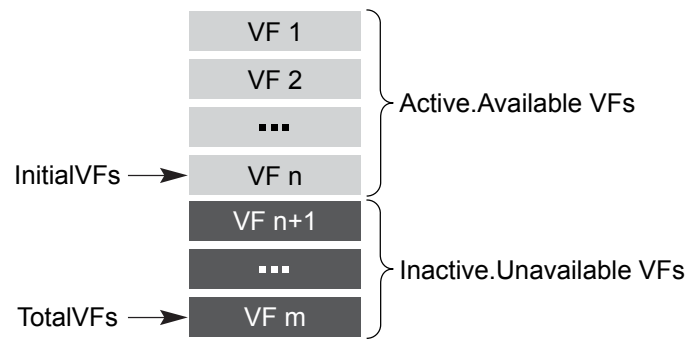 VF 1
VF 2
...
Active.Available VFs
InitialVFs
VF n
VF n+1
...
Inactive.Unavailable VFs
TotalVFs
VF m